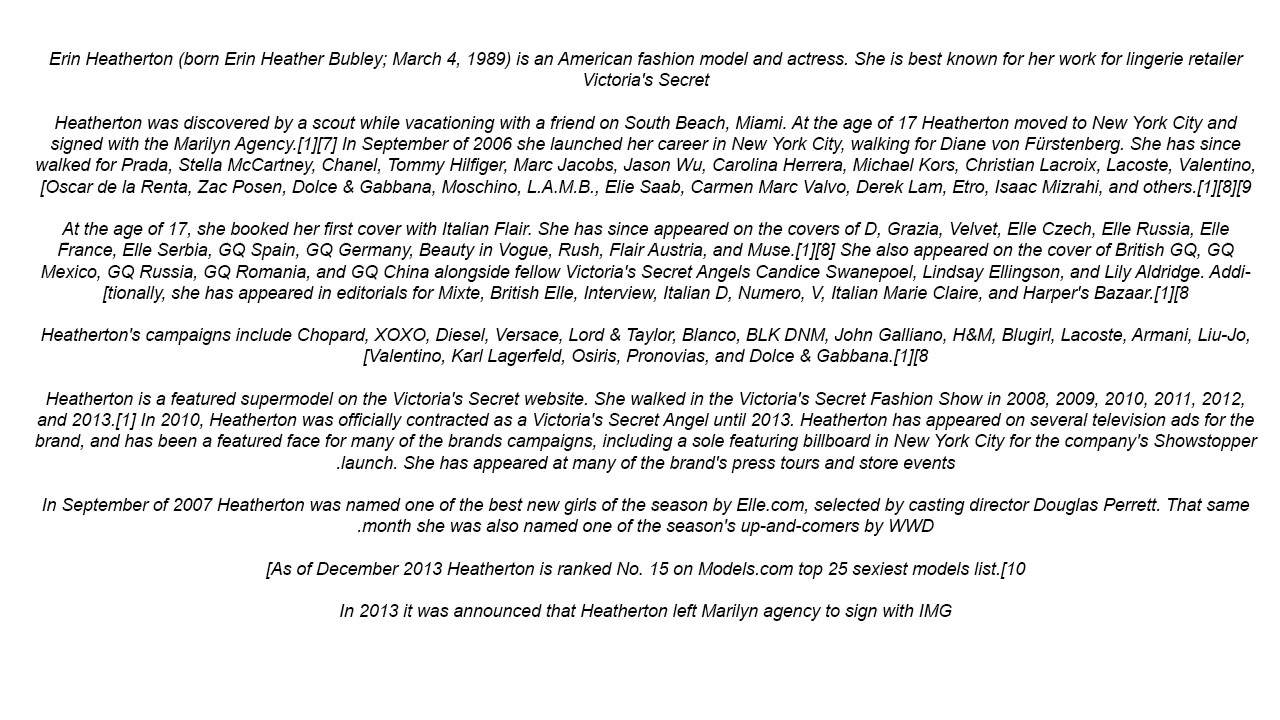 Erin Heatherton (born Erin Heather Bubley; March 4, 1989) is an American fashion model and actress. She is best known for her work for lingerie retailer
Victoria's Secret
Heatherton was discovered by a scout while vacationing with a friend on South Beach, Miami. At the age of 17 Heatherton moved to New York City and
signed with the Marilyn Agency.[1][7] In September of 2006 she launched her career in New York City, walking for Diane von Fürstenberg. She has since
walked for Prada, Stella McCartney, Chanel, Tommy Hilfiger, Marc Jacobs, Jason Wu, Carolina Herrera, Michael Kors, Christian Lacroix, Lacoste, Valentino,
[Oscar de la Renta, Zac Posen, Dolce & Gabbana, Moschino, L.A.M.B., Elie Saab, Carmen Marc Valvo, Derek Lam, Etro, Isaac Mizrahi, and others.[1][8][9
At the age of 17, she booked her first cover with Italian Flair. She has since appeared on the covers of D, Grazia, Velvet, Elle Czech, Elle Russia, Elle
France, Elle Serbia, GQ Spain, GQ Germany, Beauty in Vogue, Rush, Flair Austria, and Muse.[1][8] She also appeared on the cover of British GQ, GQ
Mexico, GQ Russia, GQ Romania, and GQ China alongside fellow Victoria's Secret Angels Candice Swanepoel, Lindsay Ellingson, and Lily Aldridge. Addi-
[tionally, she has appeared in editorials for Mixte, British Elle, Interview, Italian D, Numero, V, Italian Marie Claire, and Harper's Bazaar.[1][8
Heatherton's campaigns include Chopard, XOXO, Diesel, Versace, Lord & Taylor, Blanco, BLK DNM, John Galliano, H&M, Blugirl, Lacoste, Armani, Liu-Jo,
[Valentino, Karl Lagerfeld, Osiris, Pronovias, and Dolce & Gabbana.[1][8
Heatherton is a featured supermodel on the Victoria's Secret website. She walked in the Victoria's Secret Fashion Show in 2008, 2009, 2010, 2011, 2012,
and 2013.[1] In 2010, Heatherton was officially contracted as a Victoria's Secret Angel until 2013. Heatherton has appeared on several television ads for the
brand, and has been a featured face for many of the brands campaigns, including a sole featuring billboard in New York City for the company's Showstopper
.launch. She has appeared at many of the brand's press tours and store events
In September of 2007 Heatherton was named one of the best new girls of the season by Elle.com, selected by casting director Douglas Perrett. That same
.month she was also named one of the season's up-and-comers by WWD
[As of December 2013 Heatherton is ranked No. 15 on Models.com top 25 sexiest models list.[10
In 2013 it was announced that Heatherton left Marilyn agency to sign with IMG